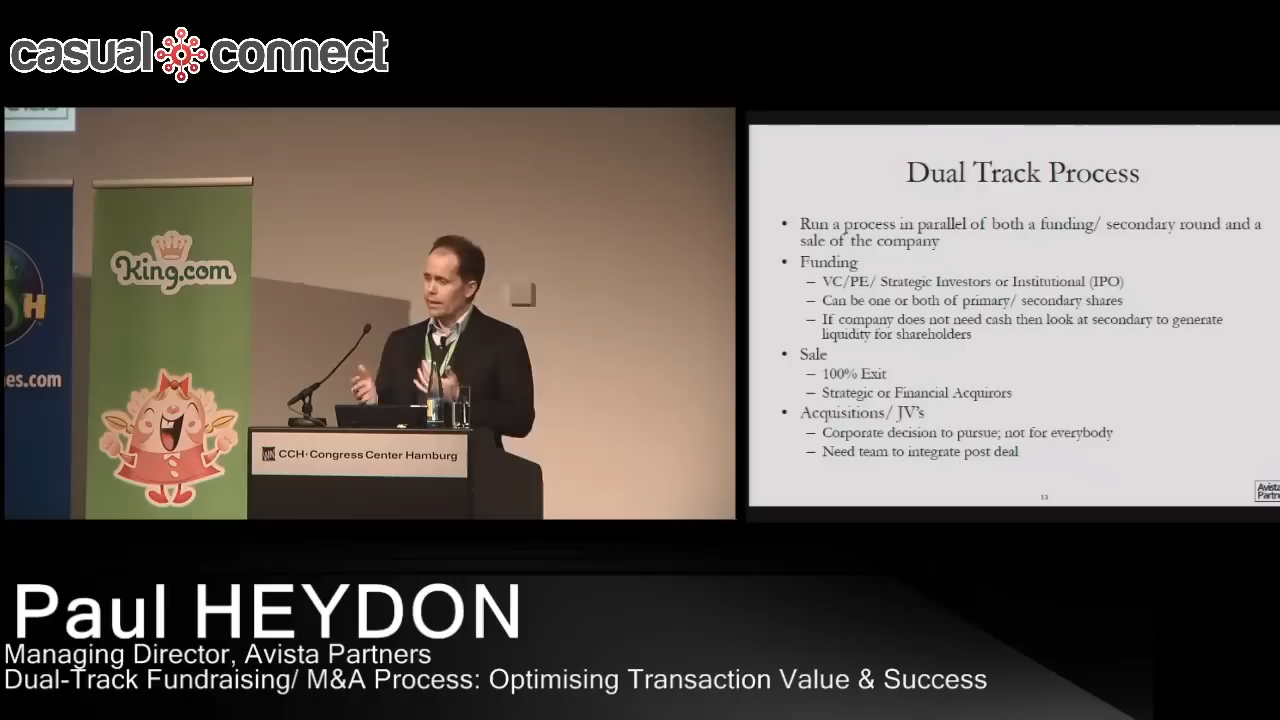 casual connect
King.com
es.com
CCH·Congress Center Hamburg
Dual Track Process
• Run a process in parallel of both a funding/ secondary round and a
sale of the company
• Funding
– VC/PE/ Strategic Investors or Institutional (IPO)
– Can be one or both of primary/ secondary shares
– If company does not need cash then look at secondary to generate
liquidity for shareholders
• Sale
– 100% Exit
– Strategic or Financial Acquirors
• Acquisitions/ JV's
– Corporate decision to pursue; not for everybody
– Need team to integrate post deal
13
Avista
Partne
Paul HEYDON
Managing Director, Avista Partners
Dual-Track Fundraising/ M&A Process: Optimising Transaction Value & Success